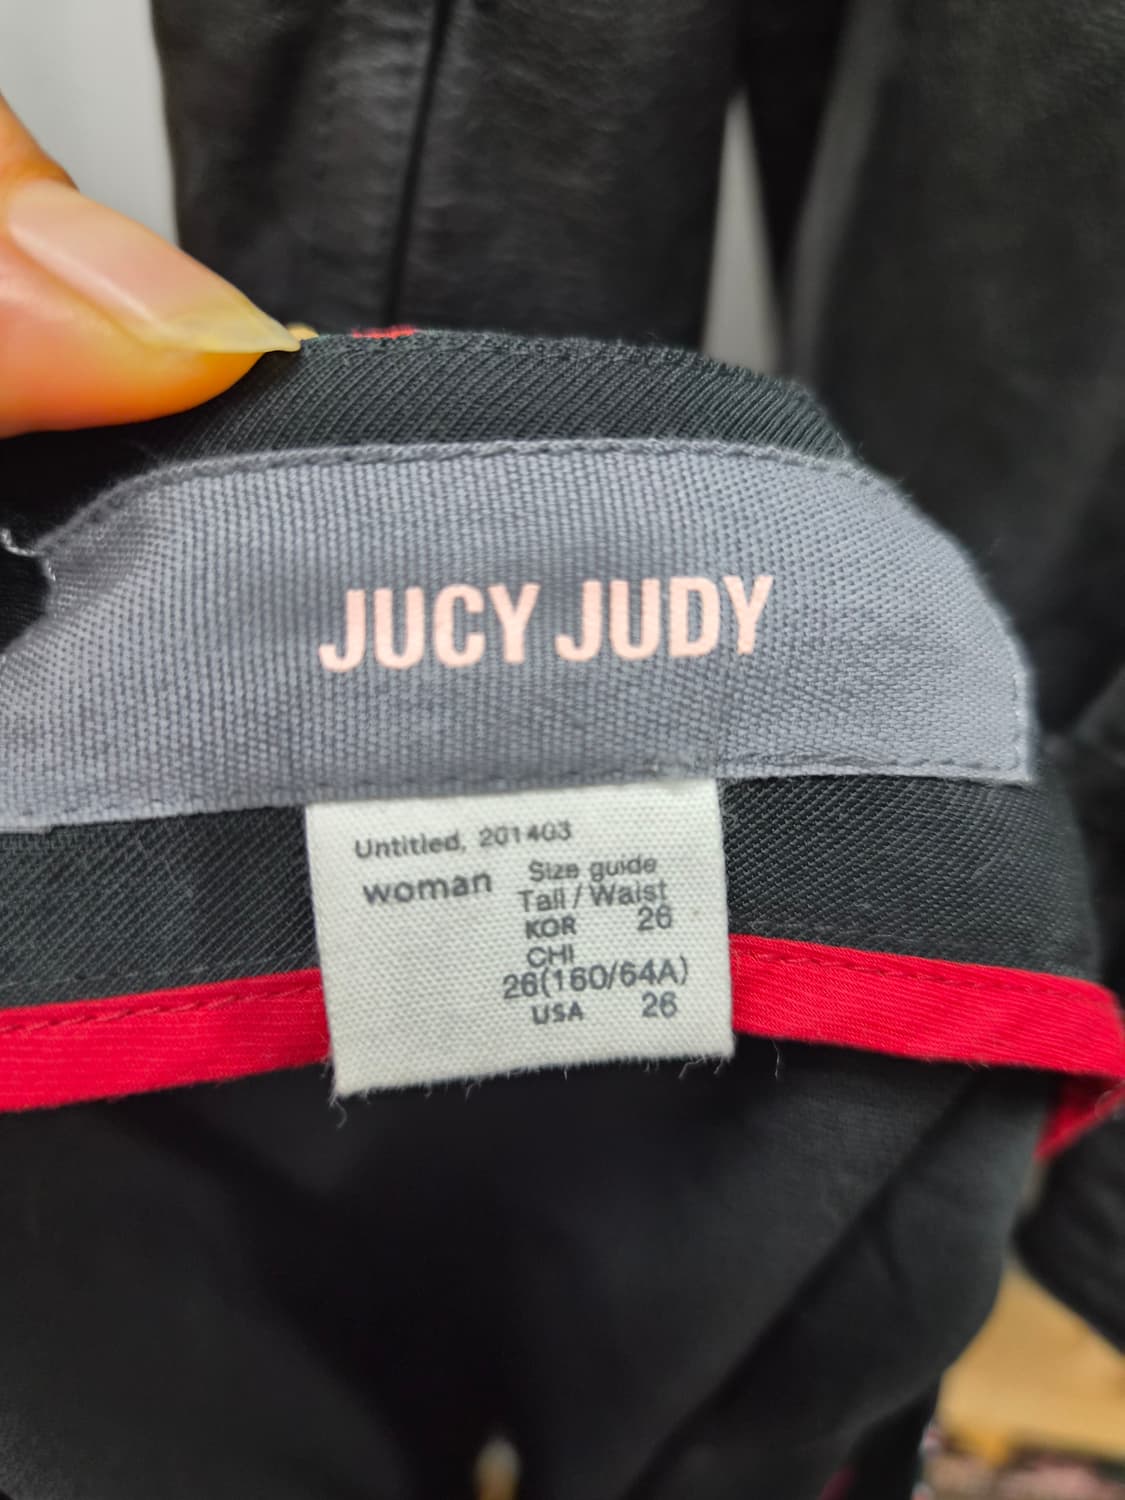 JUCY JUDY
Untitled, 201403
woman
Size guide
Tall / Waist
KOR 26
CHI
26(160/64A)
USA 26